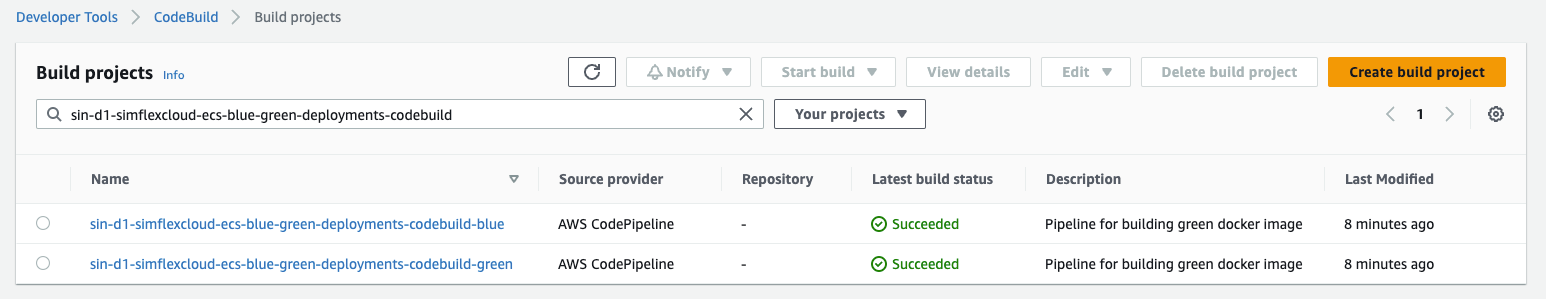 Developer Tools > CodeBuild > Build projects
Build projects Info Notify Start build View details Edit Delete build project Create build project
sin-d1-simflexcloud-ecs-blue-green-deployments-codebuild Your projects 1
Name Source provider Repository Latest build status Description Last Modified
sin-d1-simflexcloud-ecs-blue-green-deployments-codebuild-blue AWS CodePipeline - Succeeded Pipeline for building green docker image 8 minutes ago
sin-d1-simflexcloud-ecs-blue-green-deployments-codebuild-green AWS CodePipeline - Succeeded Pipeline for building green docker image 8 minutes ago